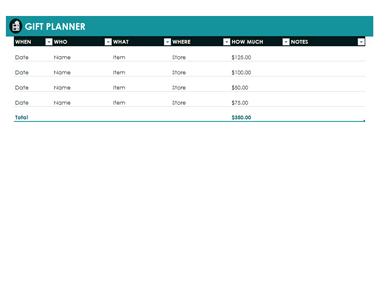 GIFT PLANNER
WHEN WHO WHAT WHERE HOW MUCH NOTES
Date Name Item Store $125.00
Date Name Item Store $100.00
Date Name Item Store $50.00
Date Name Item Store $75.00
Total $350.00